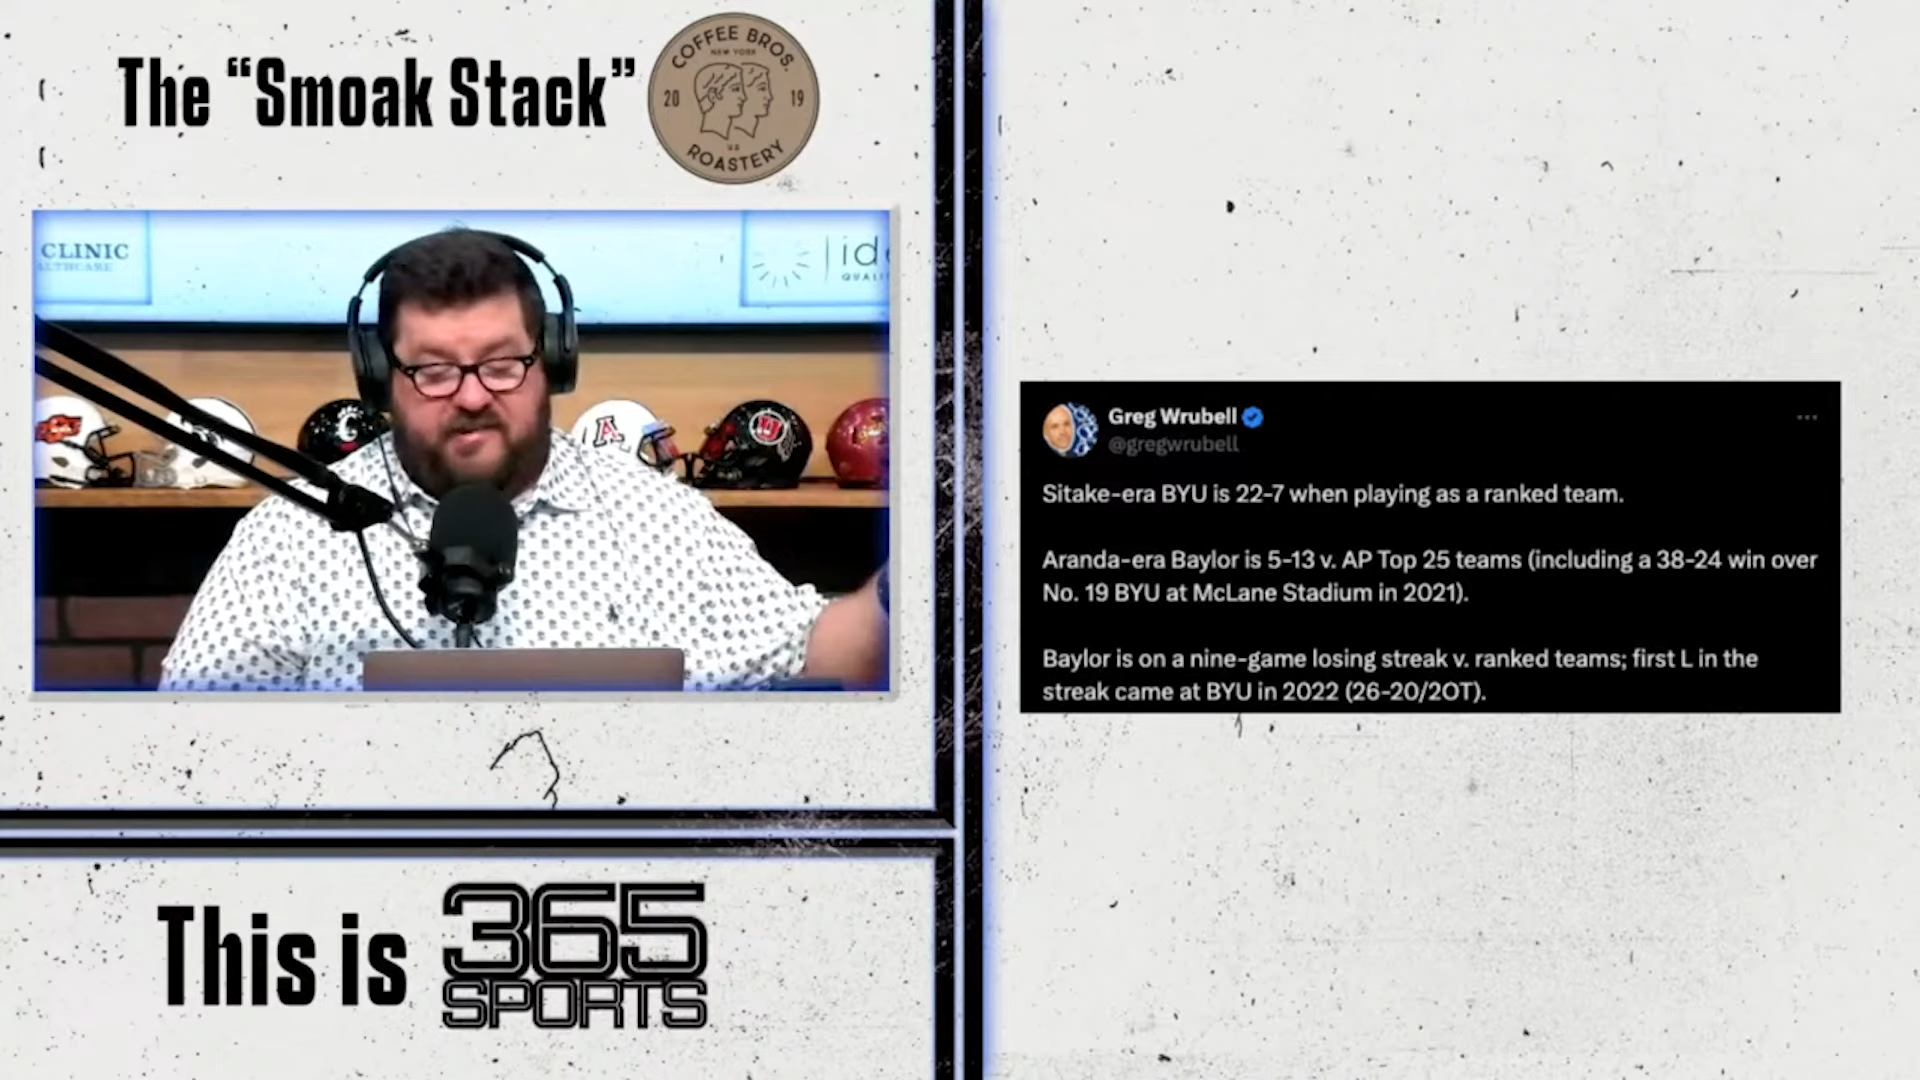 The “Smoak Stack”
COFFEE BROS.
NEW YORK
20 19
US
ROASTERY
CLINIC
ide
C
A
U
Greg Wrubell
@gregwrubell
Sitake-era BYU is 22-7 when playing as a ranked team.
Aranda-era Baylor is 5-13 v. AP Top 25 teams (including a 38-24 win over
No. 19 BYU at McLane Stadium in 2021).
Baylor is on a nine-game losing streak v. ranked teams; first L in the
streak came at BYU in 2022 (26-20/2OT).
This is
365
SPORTS